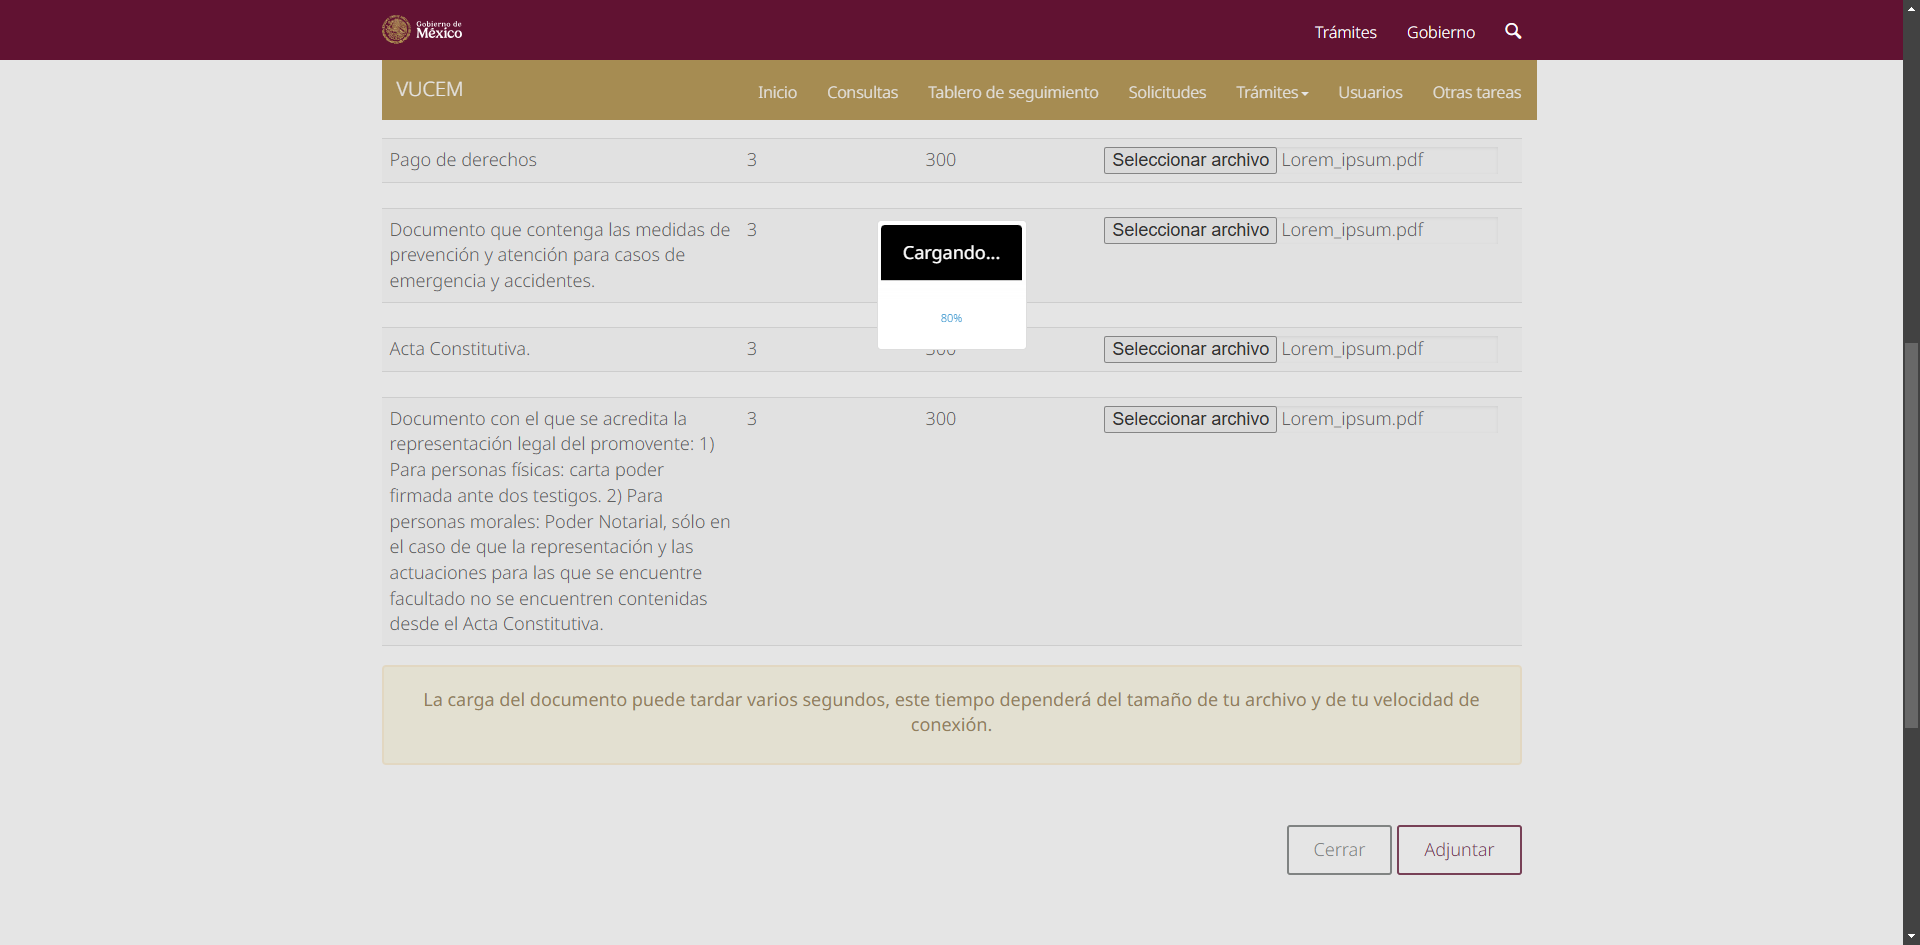 Gobierno de
México
Trámites
Gobierno
VUCEM
Inicio
Consultas
Tablero de seguimiento
Solicitudes
Trámites
Usuarios
Otras tareas
Pago de derechos
3
300
Seleccionar archivo
Lorem_ipsum.pdf
Documento que contenga las medidas de
prevención y atención para casos de
emergencia y accidentes.
3
Seleccionar archivo
Lorem_ipsum.pdf
Cargando...
80%
Acta Constitutiva.
3
300
Seleccionar archivo
Lorem_ipsum.pdf
Documento con el que se acredita la
representación legal del promovente: 1)
Para personas físicas: carta poder
firmada ante dos testigos. 2) Para
personas morales: Poder Notarial, sólo en
el caso de que la representación y las
actuaciones para las que se encuentre
facultado no se encuentren contenidas
desde el Acta Constitutiva.
3
300
Seleccionar archivo
Lorem_ipsum.pdf
La carga del documento puede tardar varios segundos, este tiempo dependerá del tamaño de tu archivo y de tu velocidad de
conexión.
Cerrar
Adjuntar